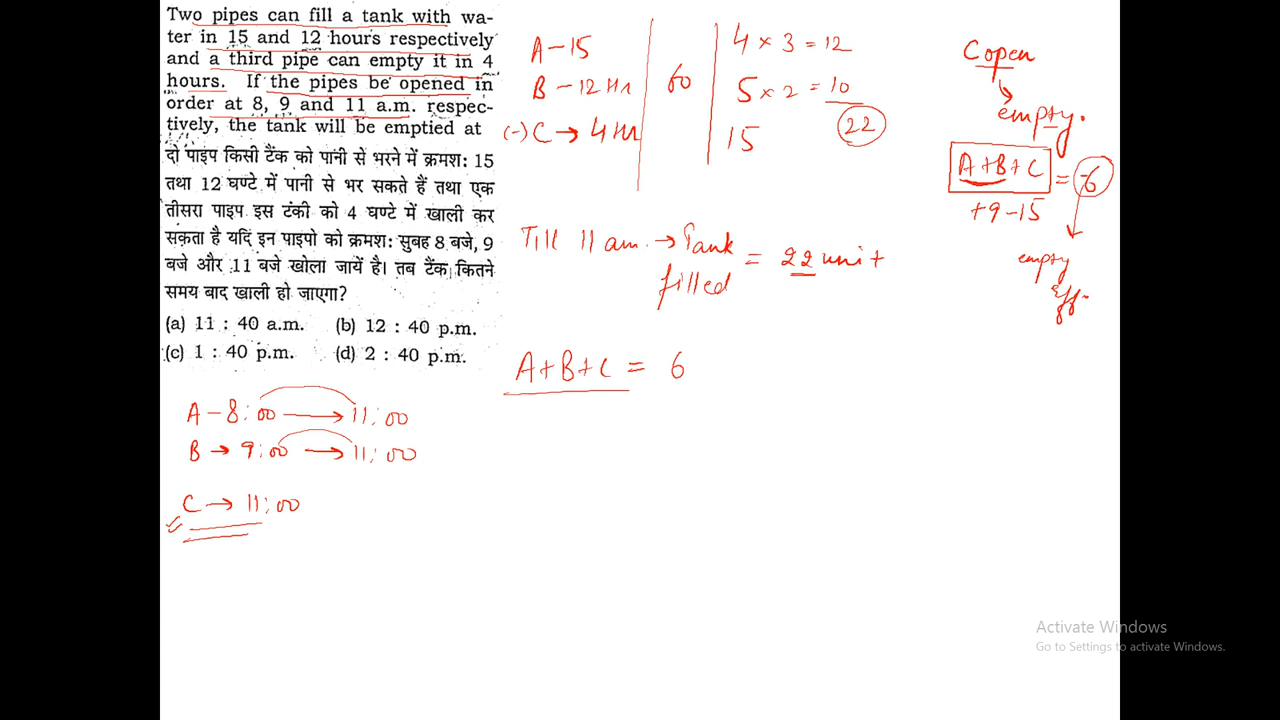 Two pipes can fill a tank with wa-
ter in 15 and 12 hours respectively
and a third pipe can empty it in 4
hours. If the pipes be opened in
order at 8, 9 and 11 a.m. respec-
tively, the tank will be emptied at
दो पाइप किसी टैंक को पानी से भरने में क्रमश: 15
तथा 12 घण्टे में पानी से भर सकते हैं तथा एक
तीसरा पाइप इस टंकी को 4 घण्टे में खाली कर
सकता है यदि इन पाइपो को क्रमश: सुबह 8 बजे, 9
बजे और 11 बजे खोला जायें है। तब टैंक कितने
समय बाद खाली हो जाएगा?
(a) 11 : 40 a.m. (b) 12 : 40 p.m.
(c) 1 : 40 p.m. (d) 2 : 40 p.m.
A - 8:00 → 11:00
B → 9:00 → 11:00
C → 11:00
A - 15
B - 12 Hr
(-) C → 4 Hr
60
4 × 3 = 12
5 × 2 = 10
15
22
Till 11 am → Tank filled = 22 unit
A+B+C = 6
C open
empty.
A+B+C = -6
+9-15
empty
eff.
Activate Windows
Go to Settings to activate Windows.